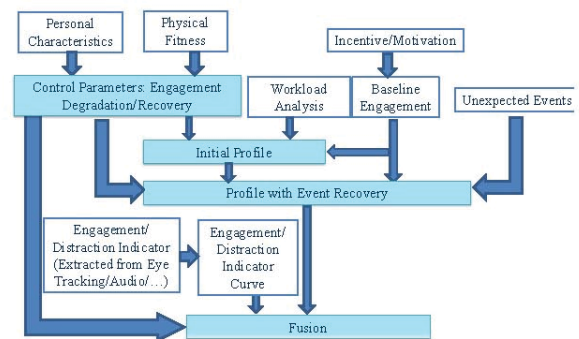 Personal
Characteristics
Physical
Fitness
Incentive/Motivation
Control Parameters: Engagement
Degradation/Recovery
Workload
Analysis
Baseline
Engagement
Unexpected Events
Initial Profile
Profile with Event Recovery
Engagement/
Distraction Indicator
(Extracted from Eye
Tracking/Audio/…)
Engagement/
Distraction
Indicator
Curve
Fusion